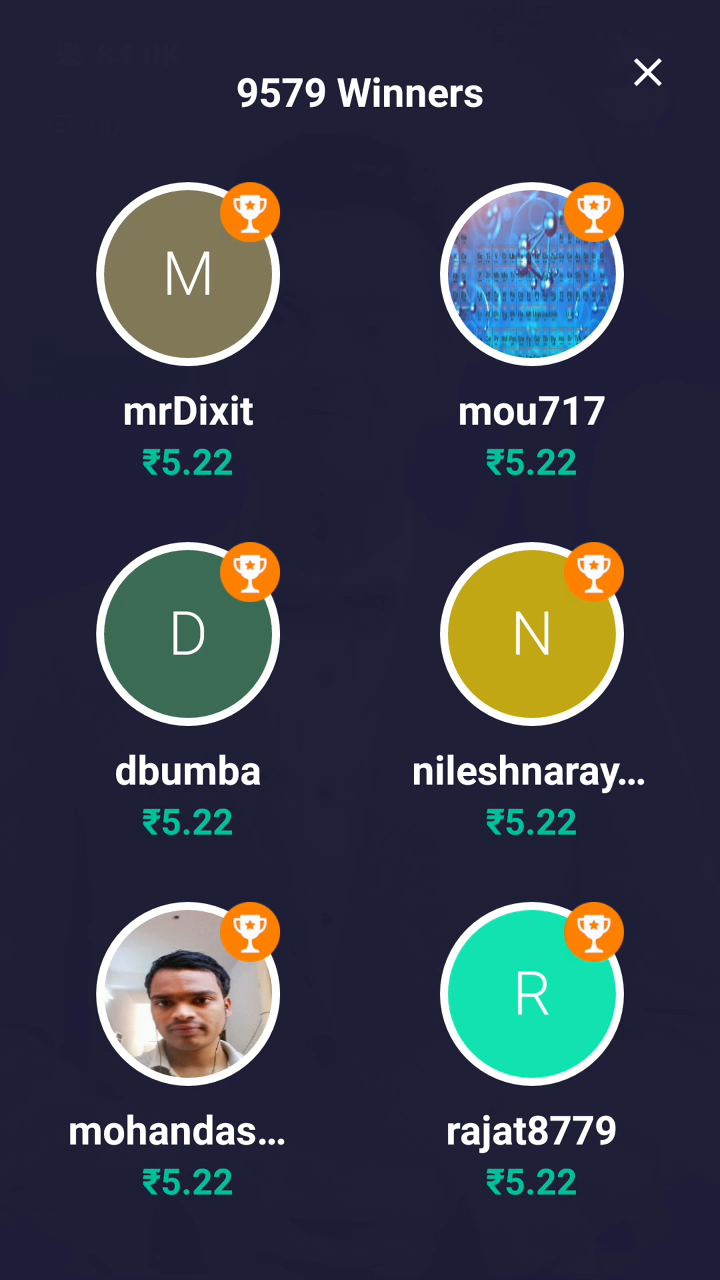 9579 Winners
M
mrDixit
₹5.22
mou717
₹5.22
D
dbumba
₹5.22
N
nileshnaray...
₹5.22
mohandas...
₹5.22
R
rajat8779
₹5.22